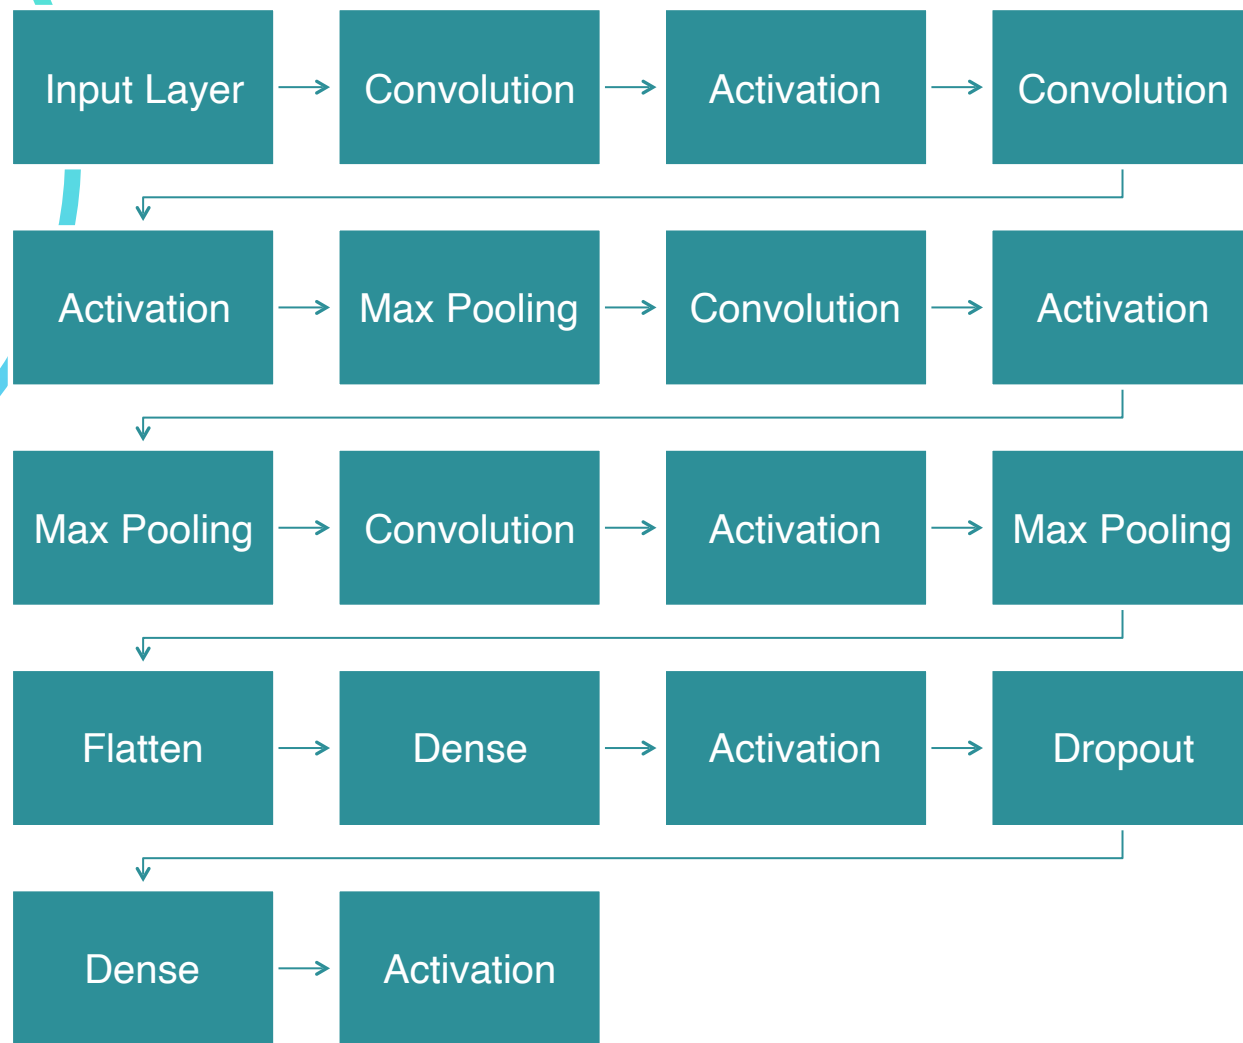 Input Layer
Convolution
Activation
Convolution
Activation
Max Pooling
Convolution
Activation
Max Pooling
Convolution
Activation
Max Pooling
Flatten
Dense
Activation
Dropout
Dense
Activation